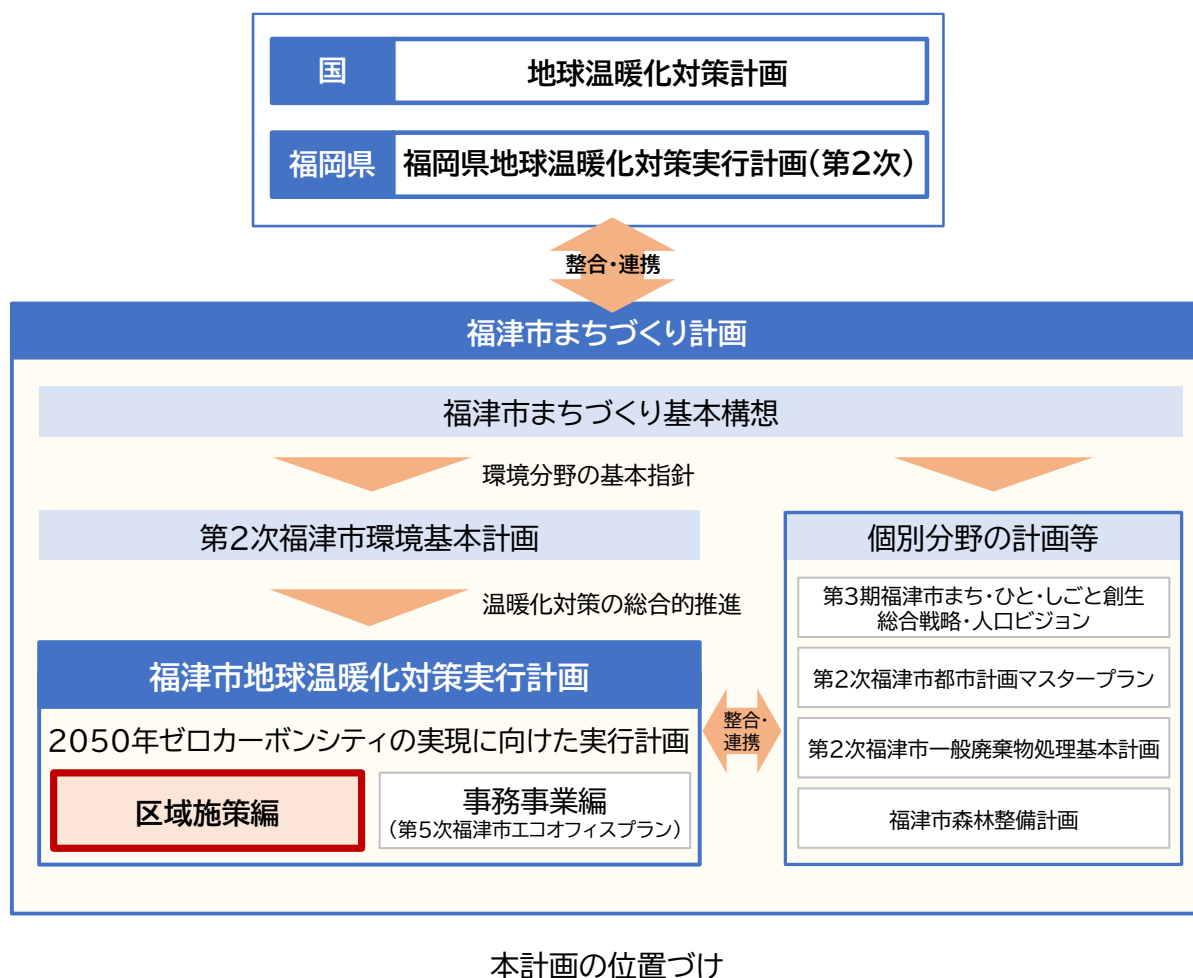 国
地球温暖化対策計画
福岡県
福岡県地球温暖化対策実行計画(第2次)
整合・連携
福津市まちづくり計画
福津市まちづくり基本構想
環境分野の基本指針
第2次福津市環境基本計画
温暖化対策の総合的推進
福津市地球温暖化対策実行計画
2050年ゼロカーボンシティの実現に向けた実行計画
区域施策編
事務事業編
(第5次福津市エコオフィスプラン)
整合・
連携
個別分野の計画等
第3期福津市まち・ひと・しごと創生
総合戦略・人口ビジョン
第2次福津市都市計画マスタープラン
第2次福津市一般廃棄物処理基本計画
福津市森林整備計画
本計画の位置づけ